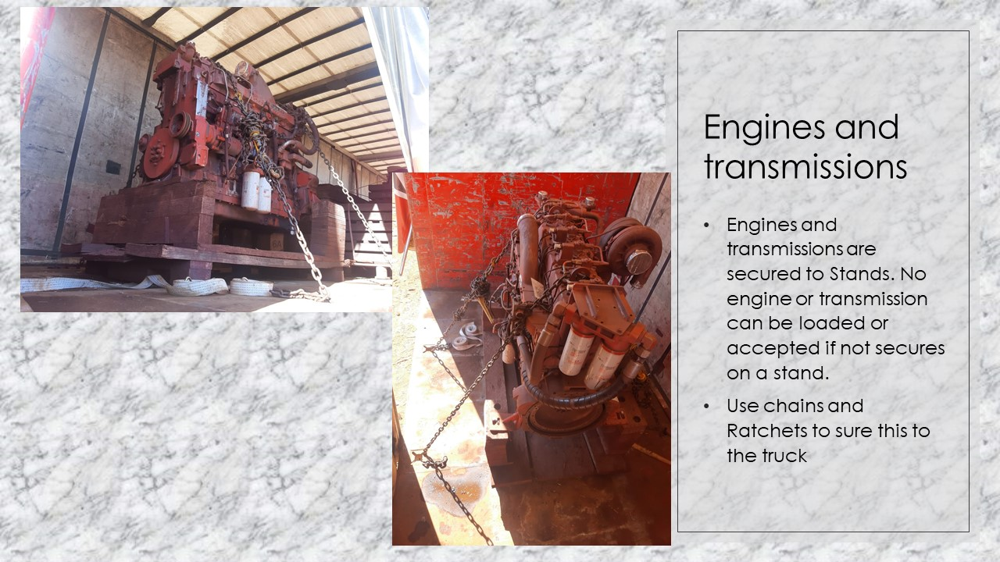 Engines and
transmissions
• Engines and
transmissions are
secured to Stands. No
engine or transmission
can be loaded or
accepted if not secures
on a stand.
• Use chains and
Ratchets to sure this to
the truck